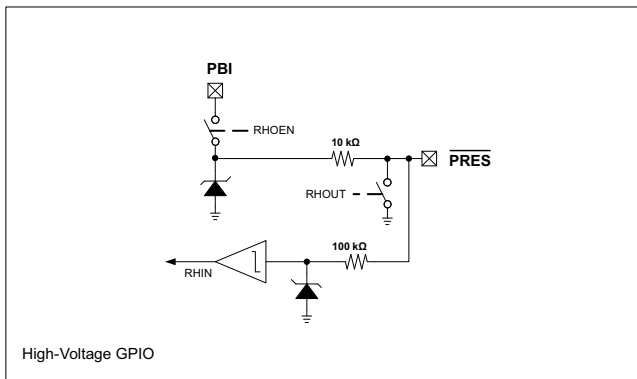 PBI
RHOEN
10 kΩ
PRES
RHOUT
100 kΩ
RHIN
High-Voltage GPIO